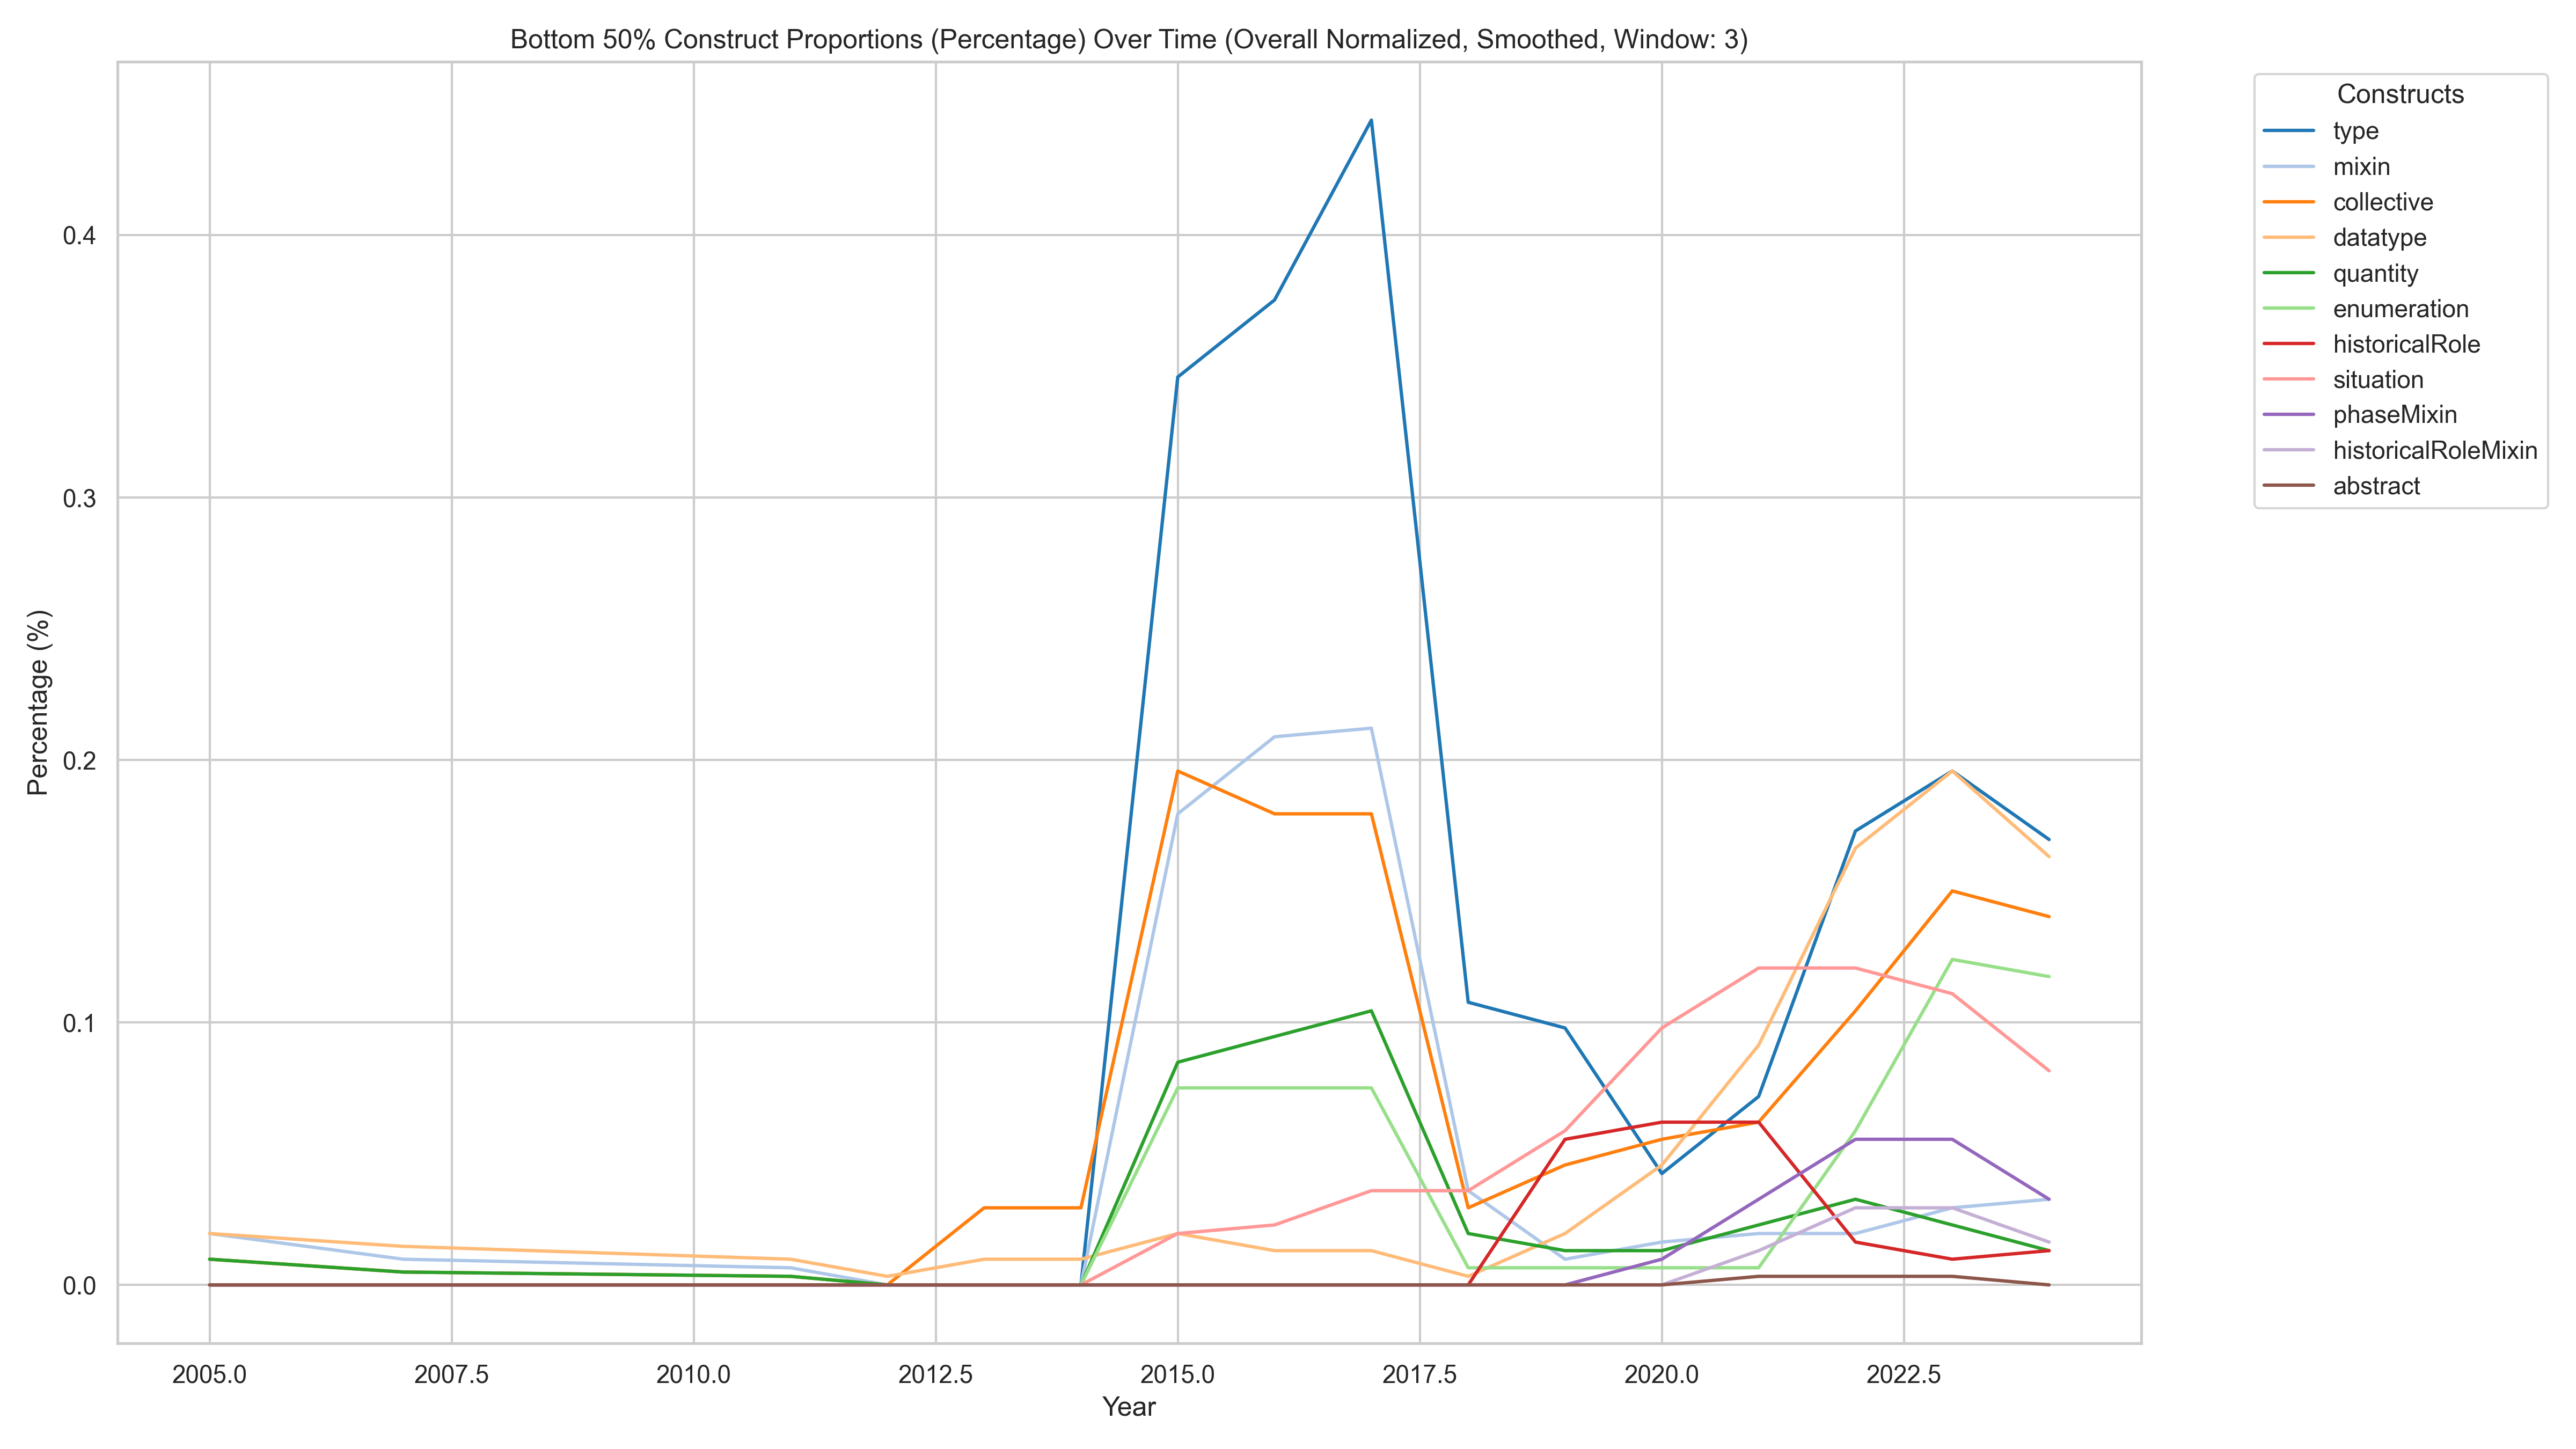 Bottom 50% Construct Proportions (Percentage) Over Time (Overall Normalized, Smoothed, Window: 3)
Constructs
type
mixin
collective
datatype
quantity
enumeration
historicalRole
situation
phaseMixin
historicalRoleMixin
abstract
Percentage (%)
0.4
0.3
0.2
0.1
0.0
2005.0 2007.5 2010.0 2012.5 2015.0 2017.5 2020.0 2022.5
Year